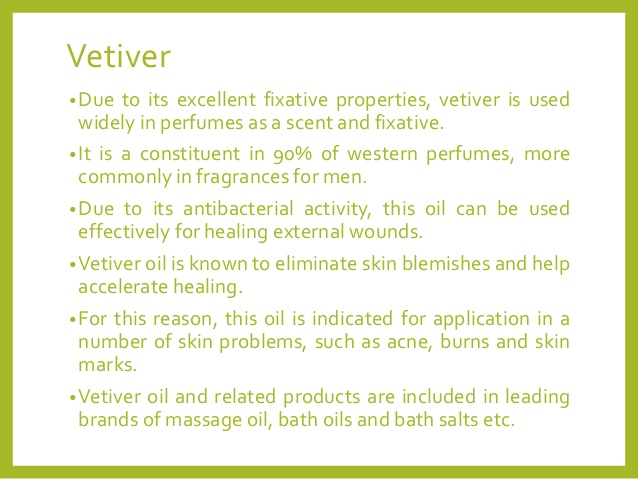 Vetiver
•Due to its excellent fixative properties, vetiver is used
widely in perfumes as a scent and fixative.
•It is a constituent in 90% of western perfumes, more
commonly in fragrances for men.
•Due to its antibacterial activity, this oil can be used
effectively for healing external wounds.
•Vetiver oil is known to eliminate skin blemishes and help
accelerate healing.
•For this reason, this oil is indicated for application in a
number of skin problems, such as acne, burns and skin
marks.
•Vetiver oil and related products are included in leading
brands of massage oil, bath oils and bath salts etc.